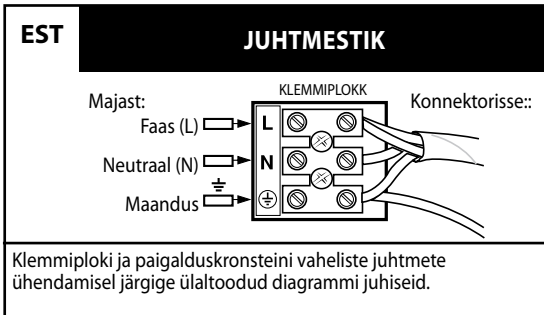 EST
JUHTMESTIK
KLEMMIPLOKK
Majast:
Konnektorisse::
Faas (L)
L
Neutraal (N)
N
Maandus
Klemmiploki ja paigalduskronsteini vaheliste juhtmete
ühendamisel järgige ülaltoodud diagrammi juhiseid.